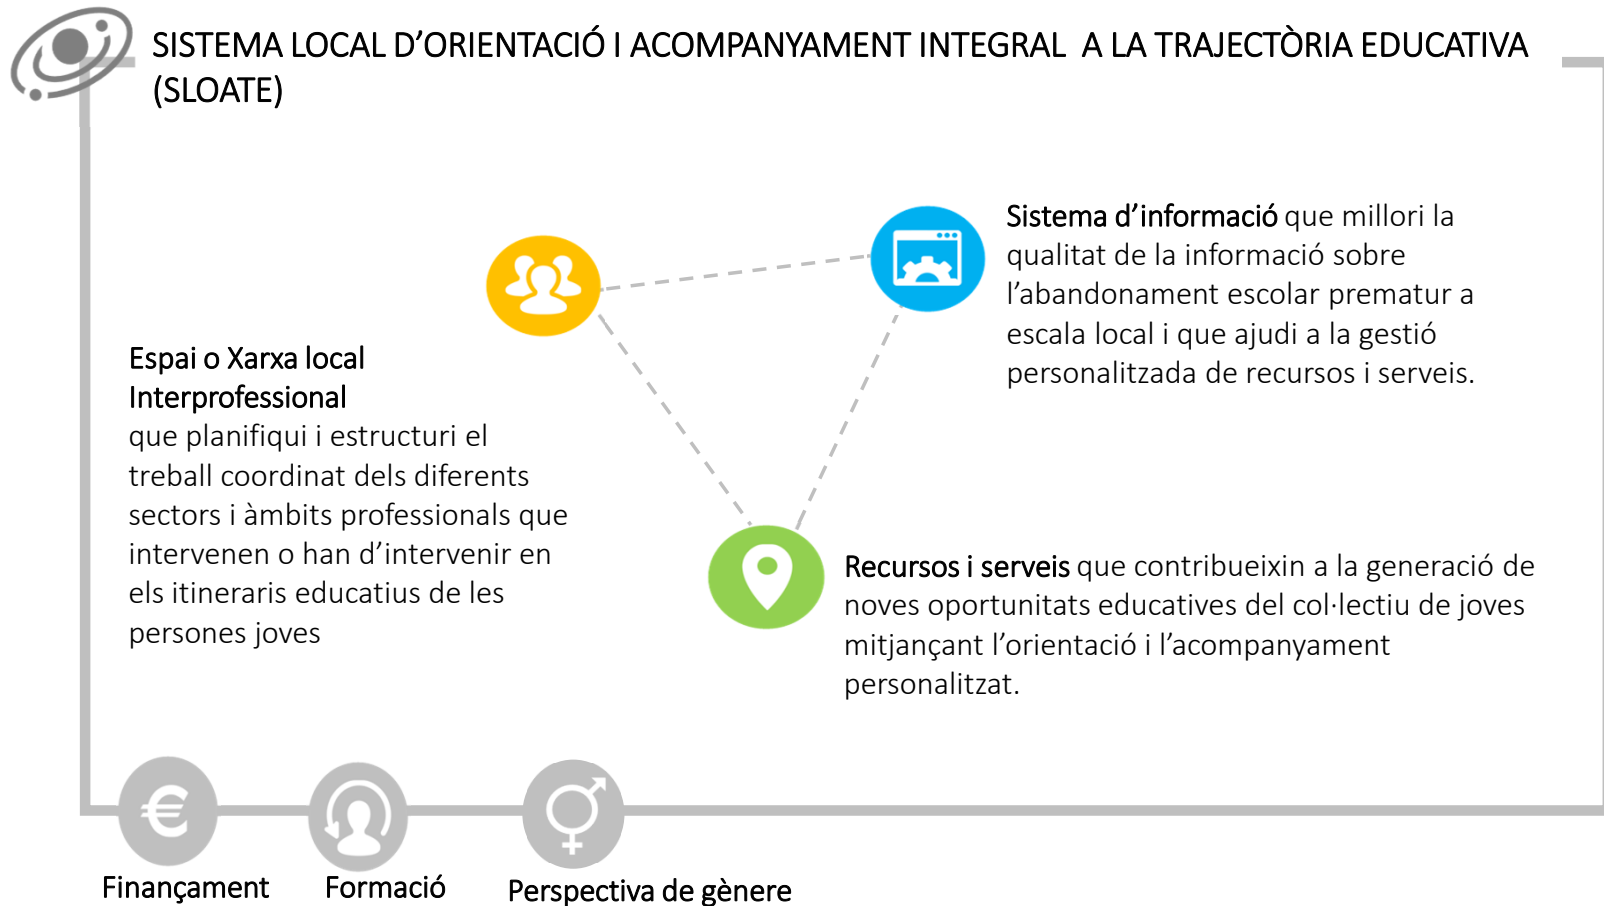 SISTEMA LOCAL D’ORIENTACIÓ I ACOMPANYAMENT INTEGRAL A LA TRAJECTÒRIA EDUCATIVA
(SLOATE)
Sistema d’informació que millori la
qualitat de la informació sobre
l’abandonament escolar prematur a
escala local i que ajudi a la gestió
personalitzada de recursos i serveis.
Espai o Xarxa local
Interprofessional
que planifiqui i estructuri el
treball coordinat dels diferents
sectors i àmbits professionals que
intervenen o han d’intervenir en
els itineraris educatius de les
persones joves
Recursos i serveis que contribueixin a la generació de
noves oportunitats educatives del col·lectiu de joves
mitjançant l’orientació i l’acompanyament
personalitzat.
€
Finançament
Formació
Perspectiva de gènere